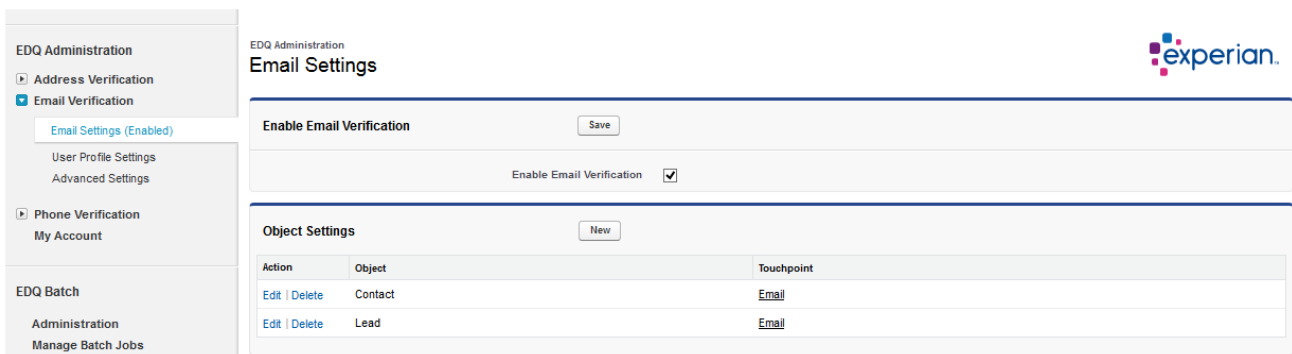 EDQ Administration
Address Verification
Email Verification
Email Settings (Enabled)
User Profile Settings
Advanced Settings
Phone Verification
My Account
EDQ Batch
Administration
Manage Batch Jobs
EDQ Administration
Email Settings
experian™
Enable Email Verification Save
Enable Email Verification
Object Settings New
Action Object Touchpoint
Edit | Delete Contact Email
Edit | Delete Lead Email